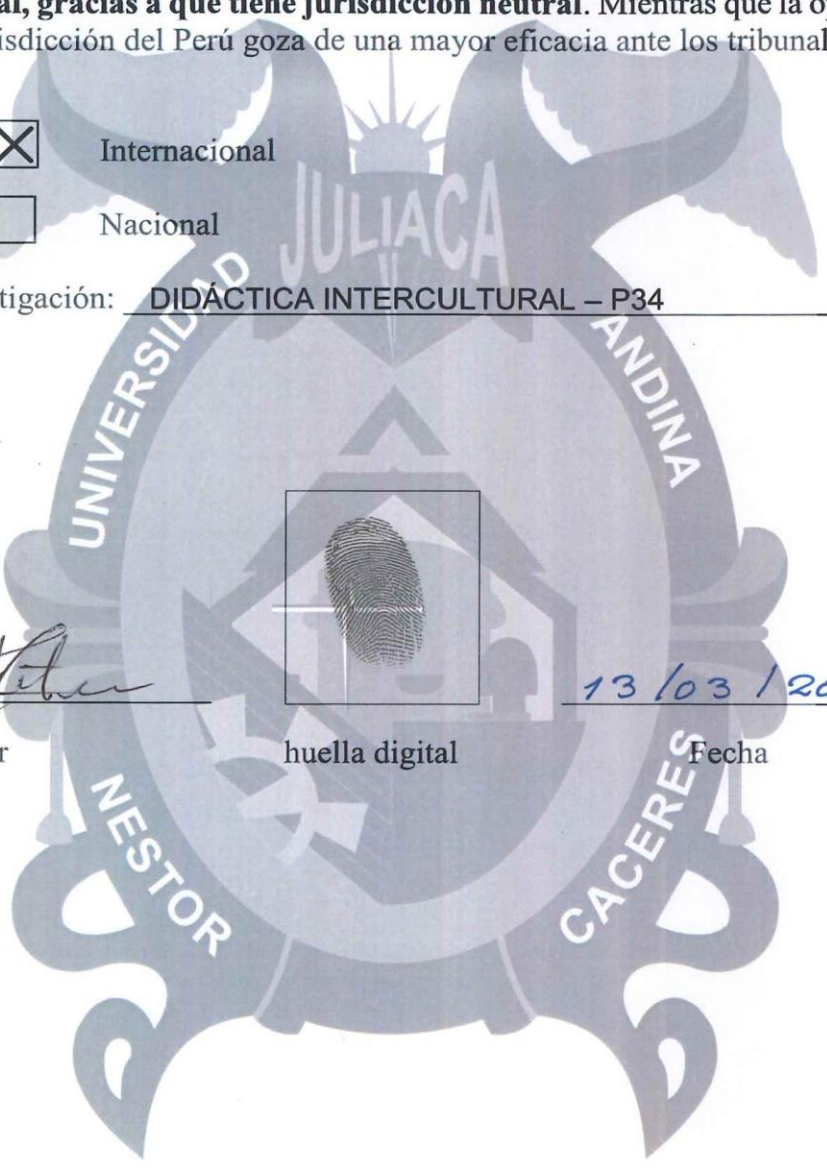 al, gracias a que tiene jurisdicción neutral. Mientras que la o
isdicción del Perú goza de una mayor eficacia ante los tribunal
X Internacional
Nacional
tigación: DIDÁCTICA INTERCULTURAL – P34
JULIACA
UNIVERSIDAD
ANDINA
13/03/20
r huella digital Fecha
NESTOR
CACERES